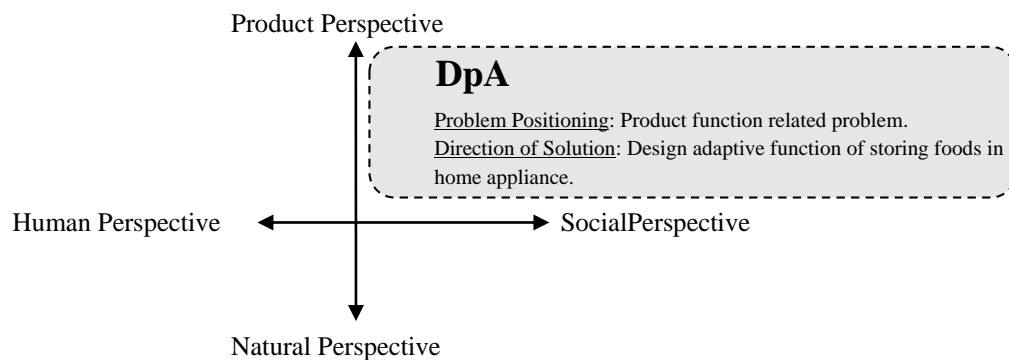 Product Perspective
DpA
Problem Positioning: Product function related problem.
Direction of Solution: Design adaptive function of storing foods in
home appliance.
Human Perspective
SocialPerspective
Natural Perspective